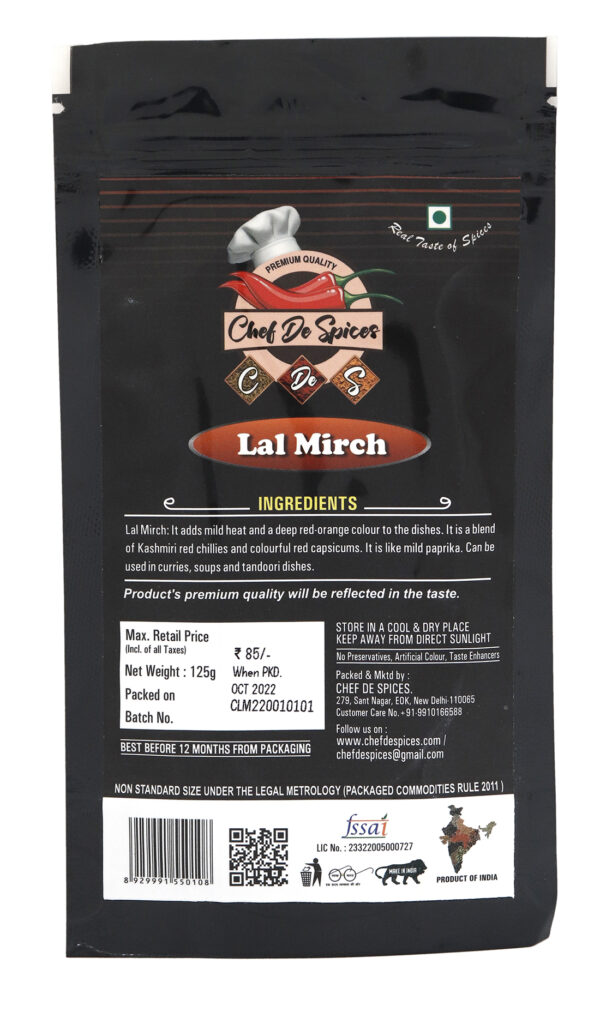 Real Taste of Spices
PREMIUM QUALITY
Chef De Spices
C De S
Lal Mirch
INGREDIENTS
Lal Mirch: It adds mild heat and a deep red-orange colour to the dishes. It is a blend
of Kashmiri red chillies and colourful red capsicums. It is like mild paprika. Can be
used in curries, soups and tandoori dishes.
Product's premium quality will be reflected in the taste.
Max. Retail Price
(Incl. of all Taxes)
₹ 85/-
Net Weight : 125g
When PKD.
Packed on
OCT 2022
Batch No.
CLM220010101
BEST BEFORE 12 MONTHS FROM PACKAGING
STORE IN A COOL & DRY PLACE
KEEP AWAY FROM DIRECT SUNLIGHT
No Preservatives, Artificial Colour, Taste Enhancers
Packed & Mktd by :
CHEF DE SPICES.
279, Sant Nagar, EOK, New Delhi-110065
Customer Care No. +91-9910166588
Follow us on :
www.chefdespices.com /
chefdespices@gmail.com
NON STANDARD SIZE UNDER THE LEGAL METROLOGY (PACKAGED COMMODITIES RULE 2011 )
8 929991 550108
fssai
LIC No. : 23322005000727
MAKE IN INDIA
PRODUCT OF INDIA